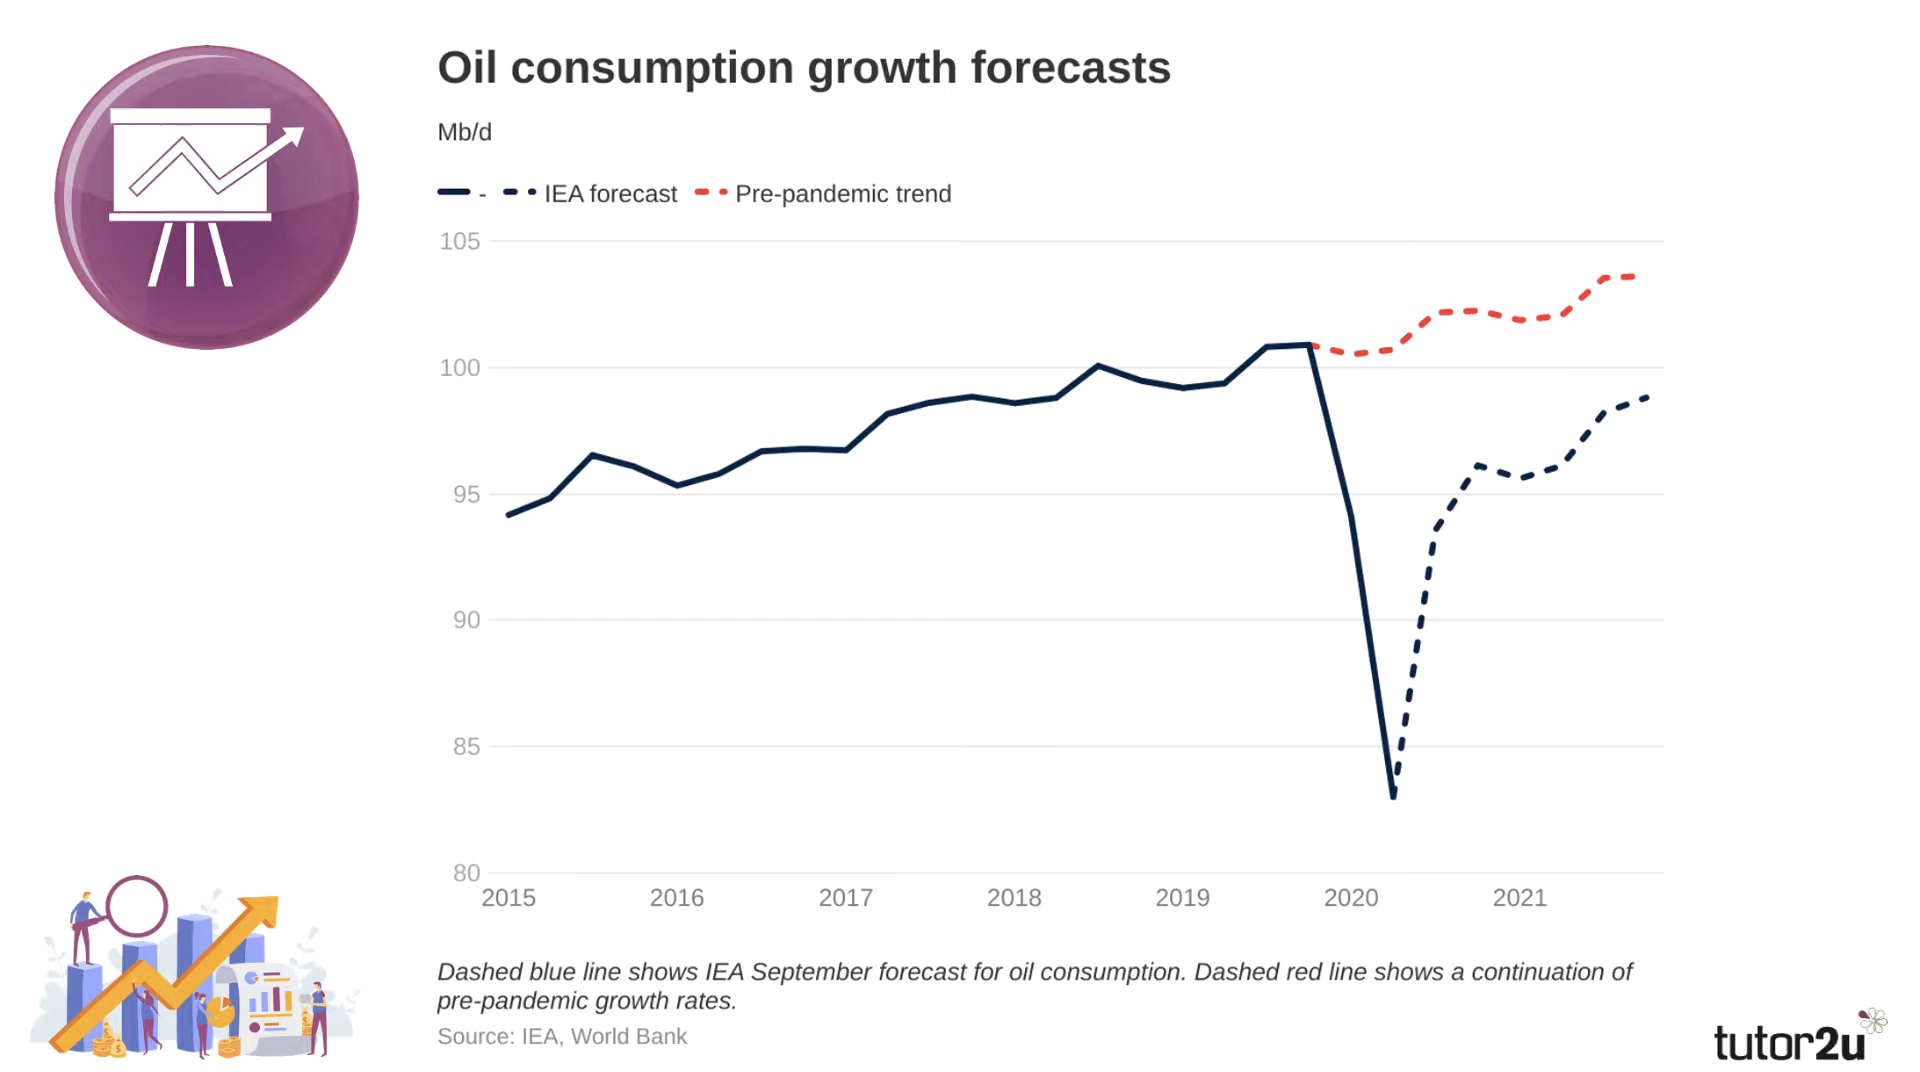 Oil consumption growth forecasts
Mb/d
- IEA forecast Pre-pandemic trend
105
100
95
90
85
80
2015 2016 2017 2018 2019 2020 2021
Dashed blue line shows IEA September forecast for oil consumption. Dashed red line shows a continuation of
pre-pandemic growth rates.
Source: IEA, World Bank
tutor2u